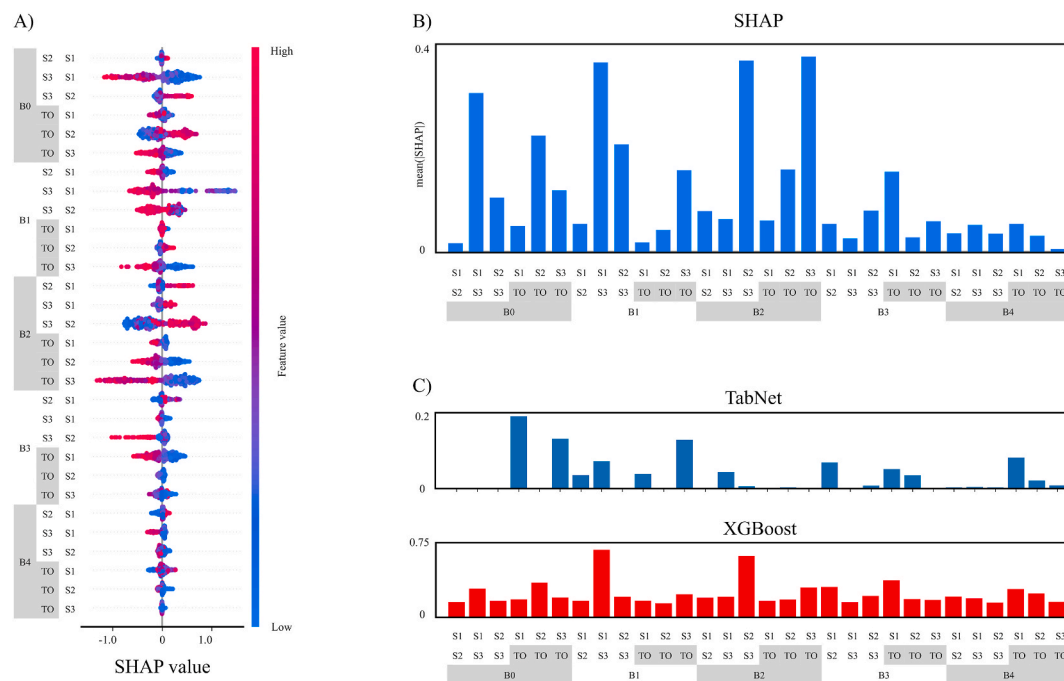 A)
High
B0
S2 S1
S3 S1
S3 S2
TO S1
TO S2
TO S3
B1
S2 S1
S3 S1
S3 S2
TO S1
TO S2
TO S3
B2
S2 S1
S3 S1
S3 S2
TO S1
TO S2
TO S3
B3
S2 S1
S3 S1
S3 S2
TO S1
TO S2
TO S3
B4
S2 S1
S3 S1
S3 S2
TO S1
TO S2
TO S3
Feature value
Low
-1.0 0 1.0
SHAP value
B)
SHAP
0.4
mean(|SHAP|)
0
S1 S1 S2 S1 S2 S3 S1 S1 S2 S1 S2 S3 S1 S1 S2 S1 S2 S3 S1 S1 S2 S1 S2 S3 S1 S1 S2 S1 S2 S3
S2 S3 S3 TO TO TO S2 S3 S3 TO TO TO S2 S3 S3 TO TO TO S2 S3 S3 TO TO TO S2 S3 S3 TO TO TO
B0 B1 B2 B3 B4
C)
TabNet
0.2
0
XGBoost
0.75
0
S1 S1 S2 S1 S2 S3 S1 S1 S2 S1 S2 S3 S1 S1 S2 S1 S2 S3 S1 S1 S2 S1 S2 S3 S1 S1 S2 S1 S2 S3
S2 S3 S3 TO TO TO S2 S3 S3 TO TO TO S2 S3 S3 TO TO TO S2 S3 S3 TO TO TO S2 S3 S3 TO TO TO
B0 B1 B2 B3 B4